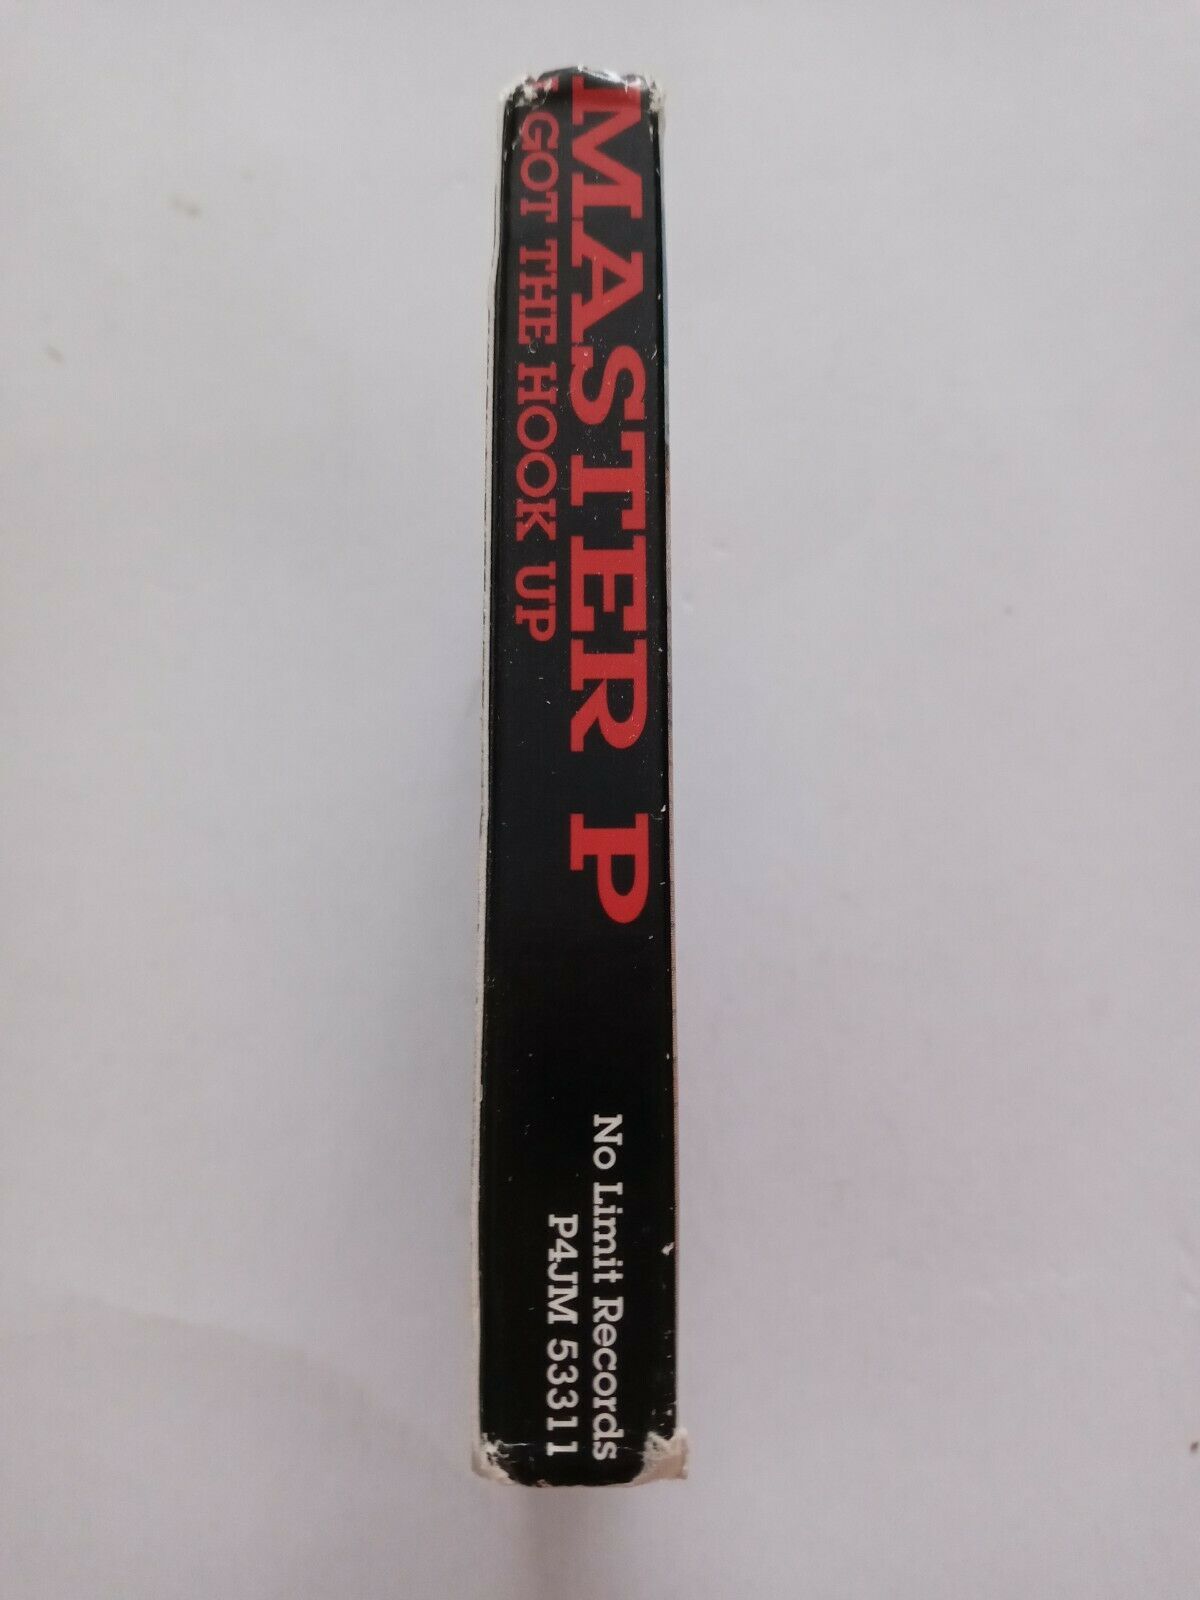 MASTER P
I GOT THE HOOK UP
No Limit Records
P4JM 53311